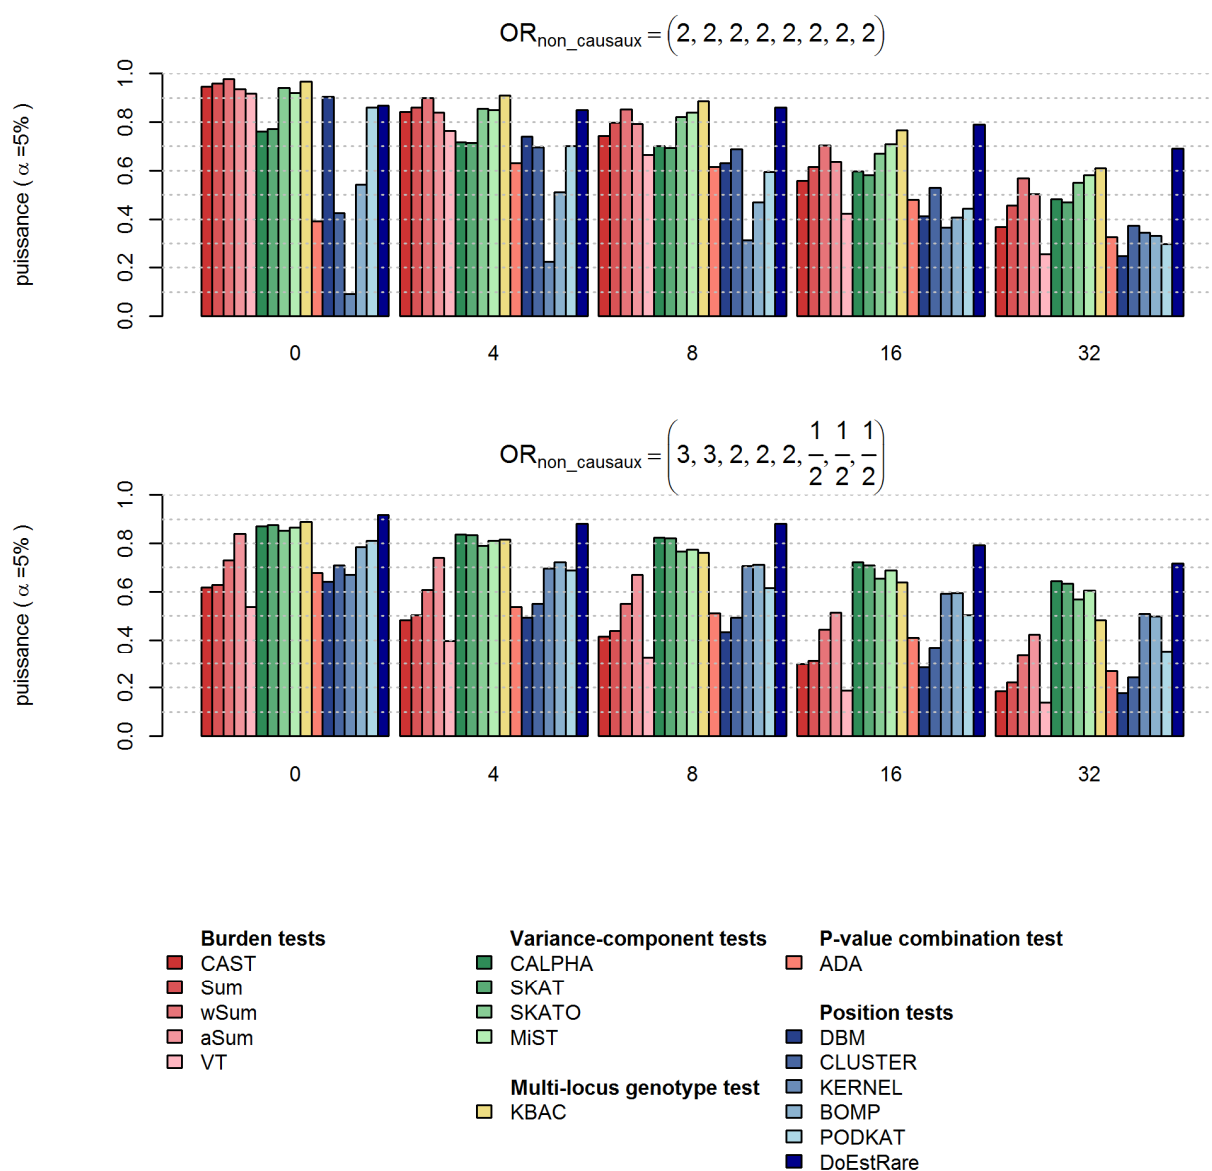 OR non_causaux = (2, 2, 2, 2, 2, 2, 2, 2)
puissance ( α =5% )
1.0
0.8
0.6
0.4
0.2
0.0
0 4 8 16 32
OR non_causaux = (3, 3, 2, 2, 2, 1/2, 1/2, 1/2)
puissance ( α =5% )
1.0
0.8
0.6
0.4
0.2
0.0
0 4 8 16 32
Burden tests
CAST
Sum
wSum
aSum
VT
Variance-component tests
CALPHA
SKAT
SKATO
MiST
Multi-locus genotype test
KBAC
P-value combination test
ADA
Position tests
DBM
CLUSTER
KERNEL
BOMP
PODKAT
DoEstRare